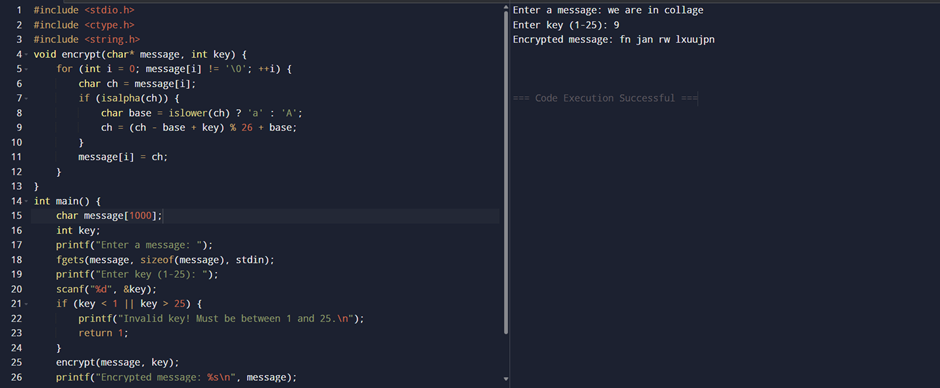 1 #include <stdio.h>
2 #include <ctype.h>
3 #include <string.h>
4 void encrypt(char* message, int key) {
5 for (int i = 0; message[i] != '\0'; ++i) {
6 char ch = message[i];
7 if (isalpha(ch)) {
8 char base = islower(ch) ? 'a' : 'A';
9 ch = (ch - base + key) % 26 + base;
10 }
11 message[i] = ch;
12 }
13 }
14 int main() {
15 char message[1000];
16 int key;
17 printf("Enter a message: ");
18 fgets(message, sizeof(message), stdin);
19 printf("Enter key (1-25): ");
20 scanf("%d", &key);
21 if (key < 1 || key > 25) {
22 printf("Invalid key! Must be between 1 and 25.\n");
23 return 1;
24 }
25 encrypt(message, key);
26 printf("Encrypted message: %s\n", message);
Enter a message: we are in collage
Enter key (1-25): 9
Encrypted message: fn jan rw lxuujpn
=== Code Execution Successful ===